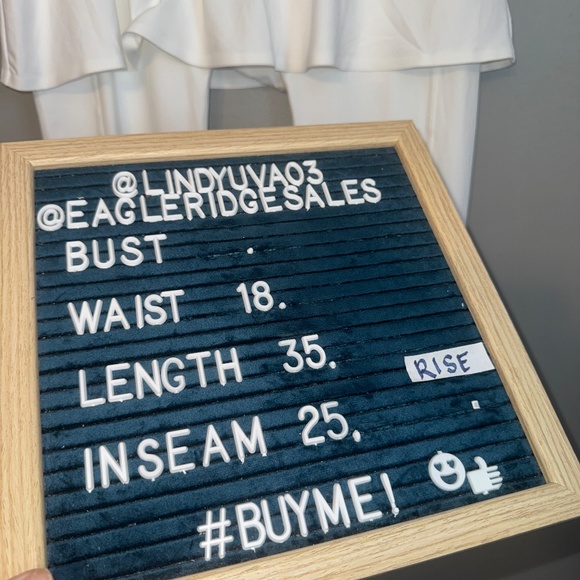 @LINDYUVA03
@EAGLERIDGESALES
BUST .
WAIST 18.
LENGTH 35.
RISE
INSEAM 25.
#BUYME!